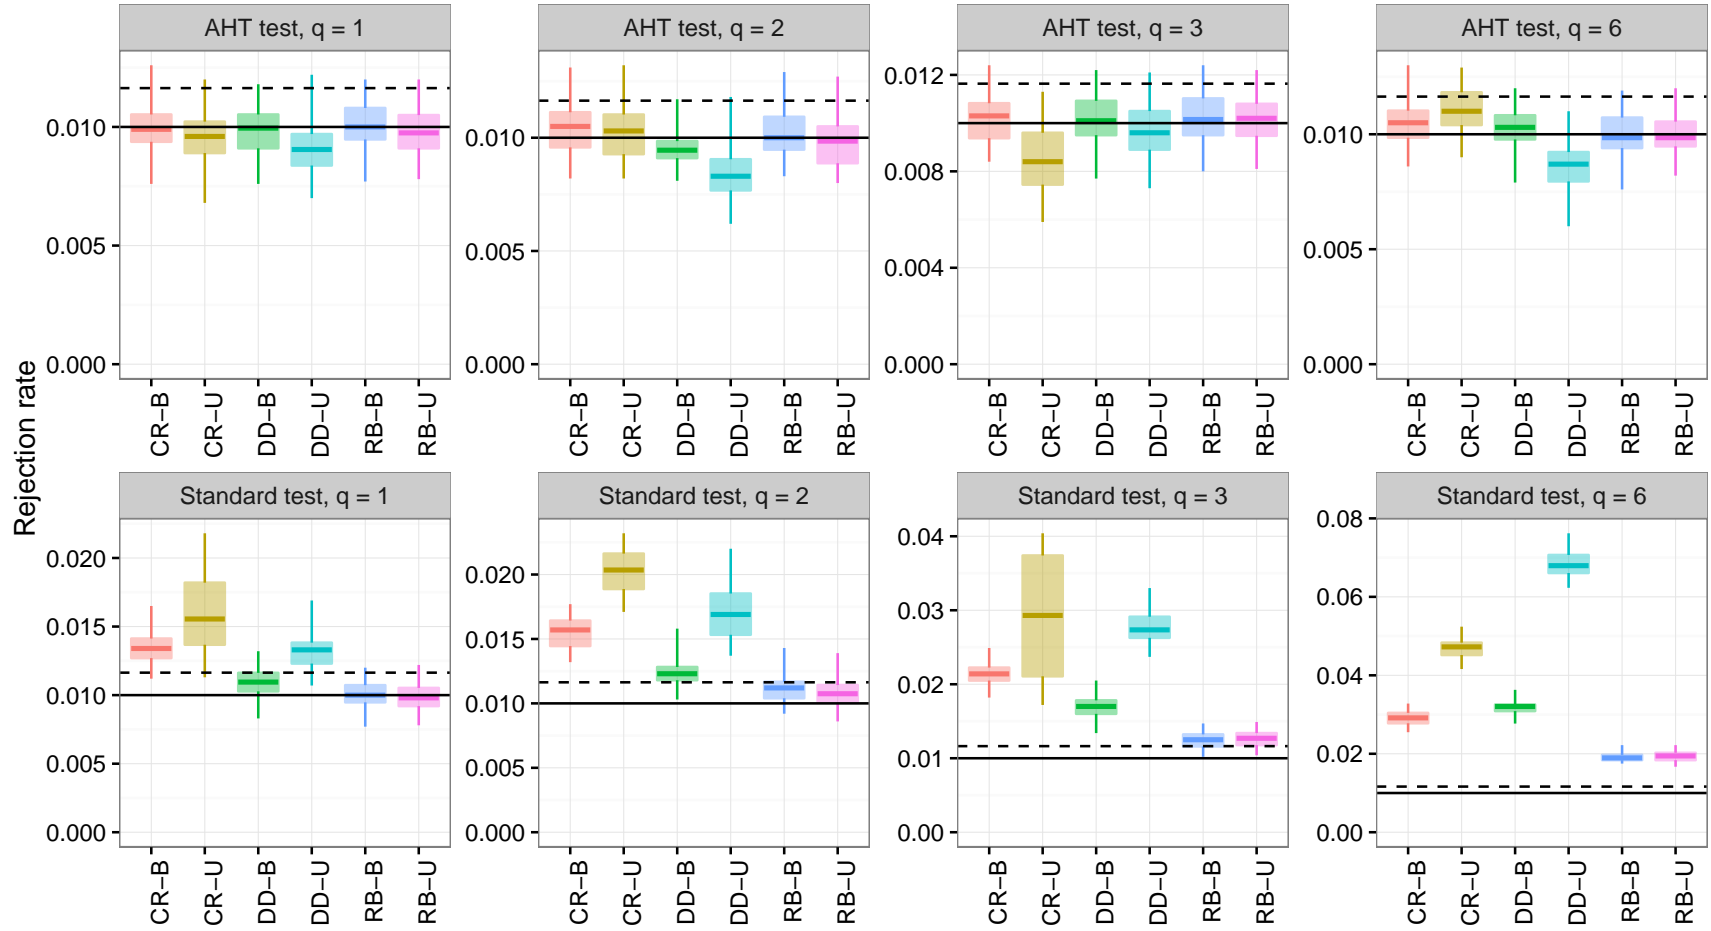 AHT test, q = 1
AHT test, q = 2
AHT test, q = 3
AHT test, q = 6
0.010
0.005
0.000
0.010
0.005
0.000
0.012
0.008
0.004
0.000
0.010
0.005
0.000
CR−B CR−U DD−B DD−U RB−B RB−U
CR−B CR−U DD−B DD−U RB−B RB−U
CR−B CR−U DD−B DD−U RB−B RB−U
CR−B CR−U DD−B DD−U RB−B RB−U
Rejection rate
Standard test, q = 1
Standard test, q = 2
Standard test, q = 3
Standard test, q = 6
0.020
0.015
0.010
0.005
0.000
0.020
0.015
0.010
0.005
0.000
0.04
0.03
0.02
0.01
0.00
0.08
0.06
0.04
0.02
0.00
CR−B CR−U DD−B DD−U RB−B RB−U
CR−B CR−U DD−B DD−U RB−B RB−U
CR−B CR−U DD−B DD−U RB−B RB−U
CR−B CR−U DD−B DD−U RB−B RB−U